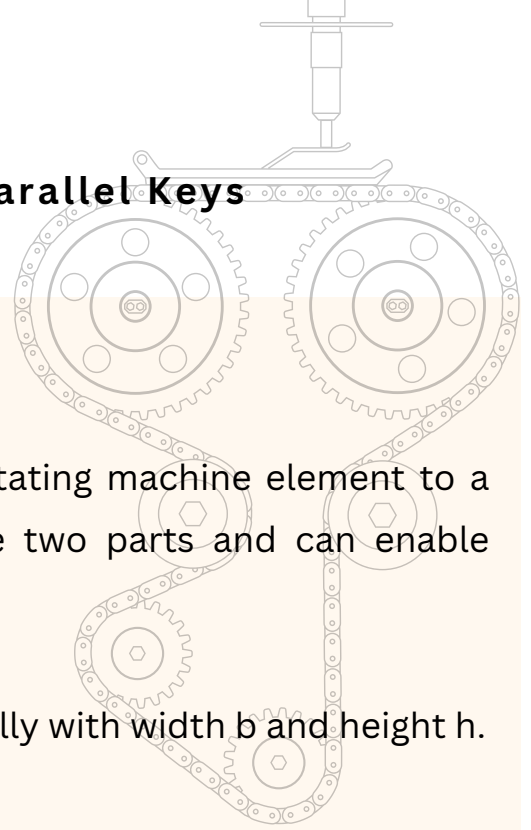 arallel Keys
tating machine element to a
e two parts and can enable
lly with width b and height h.